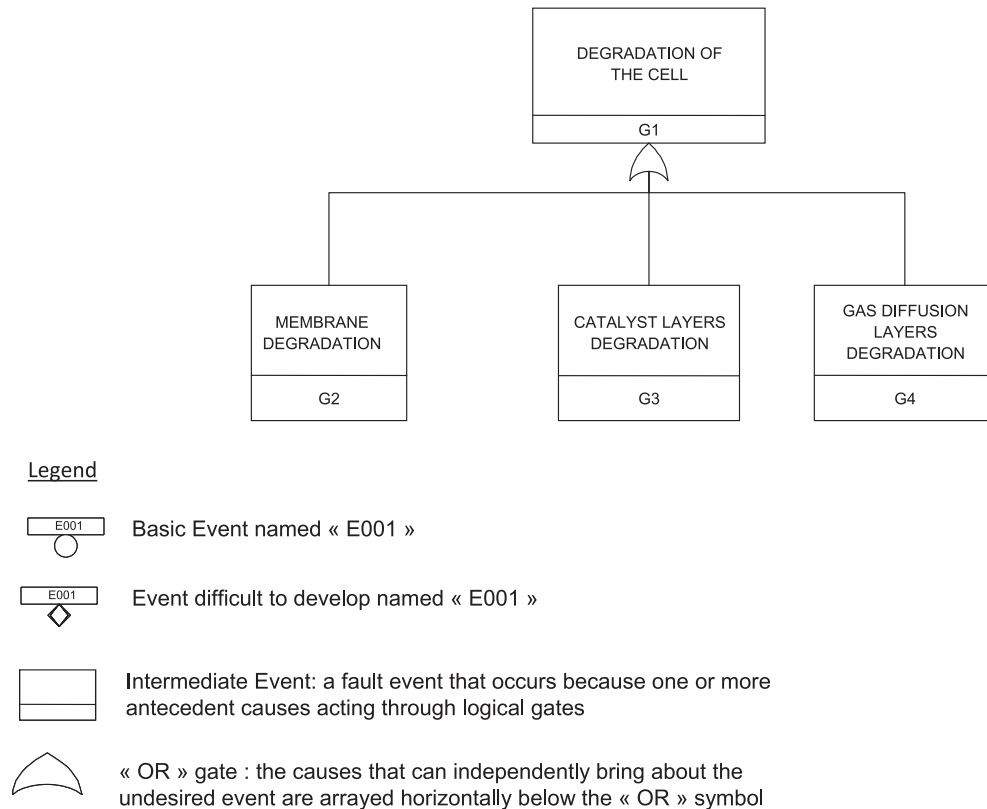 DEGRADATION OF
THE CELL
G1
MEMBRANE
DEGRADATION
G2
CATALYST LAYERS
DEGRADATION
G3
GAS DIFFUSION
LAYERS
DEGRADATION
G4
Legend
E001
Basic Event named « E001 »
E001
Event difficult to develop named « E001 »
Intermediate Event: a fault event that occurs because one or more
antecedent causes acting through logical gates
« OR » gate : the causes that can independently bring about the
undesired event are arrayed horizontally below the « OR » symbol